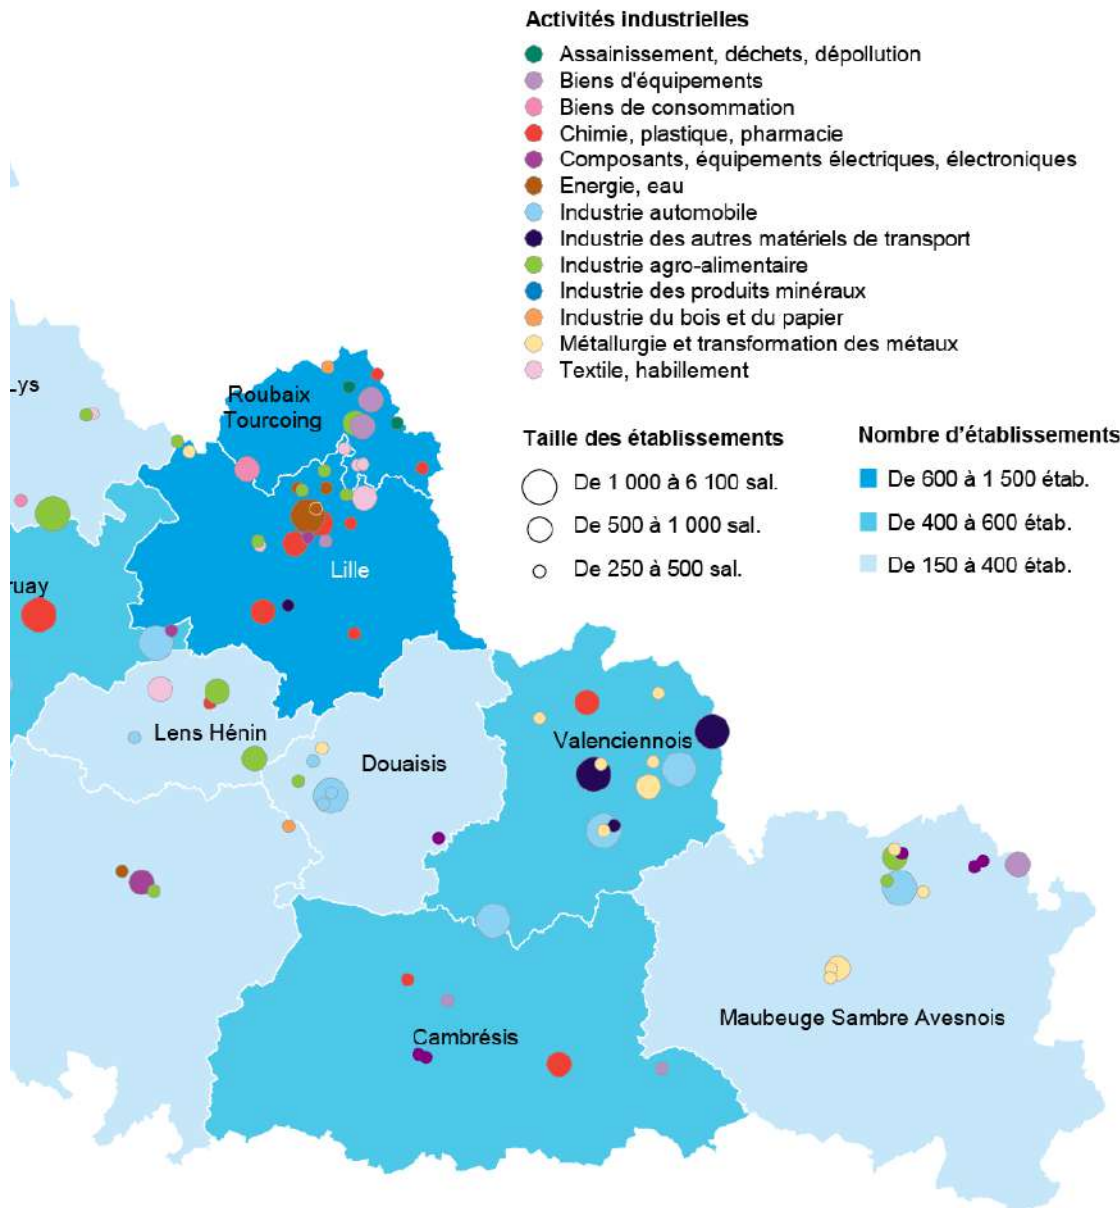 Activités industrielles
Assainissement, déchets, dépollution
Biens d'équipements
Biens de consommation
Chimie, plastique, pharmacie
Composants, équipements électriques, électroniques
Energie, eau
Industrie automobile
Industrie des autres matériels de transport
Industrie agro-alimentaire
Industrie des produits minéraux
Industrie du bois et du papier
Métallurgie et transformation des métaux
Textile, habillement
Taille des établissements
De 1 000 à 6 100 sal.
De 500 à 1 000 sal.
De 250 à 500 sal.
Nombre d'établissements
De 600 à 1 500 étab.
De 400 à 600 étab.
De 150 à 400 étab.
Lys
Roubaix
Tourcoing
ruay
Lille
Lens Hénin
Douaisis
Valenciennois
Cambrésis
Maubeuge Sambre Avesnois